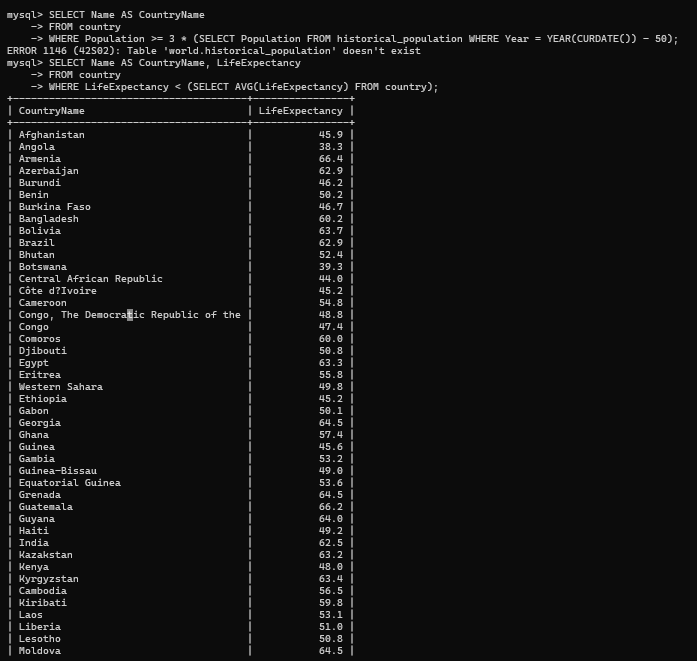 mysql> SELECT Name AS CountryName
    -> FROM country
    -> WHERE Population >= 3 * (SELECT Population FROM historical_population WHERE Year = YEAR(CURDATE()) - 50);
ERROR 1146 (42S02): Table 'world.historical_population' doesn't exist
mysql> SELECT Name AS CountryName, LifeExpectancy
    -> FROM country
    -> WHERE LifeExpectancy < (SELECT AVG(LifeExpectancy) FROM country);
+---------------------------------------+----------------+
| CountryName                           | LifeExpectancy |
+---------------------------------------+----------------+
| Afghanistan                           |           45.9 |
| Angola                                |           38.3 |
| Armenia                               |           66.4 |
| Azerbaijan                            |           62.9 |
| Burundi                               |           46.2 |
| Benin                                 |           50.2 |
| Burkina Faso                          |           46.7 |
| Bangladesh                            |           60.2 |
| Bolivia                               |           63.7 |
| Brazil                                |           62.9 |
| Bhutan                                |           52.4 |
| Botswana                              |           39.3 |
| Central African Republic              |           44.0 |
| Côte d?Ivoire                         |           45.2 |
| Cameroon                              |           54.8 |
| Congo, The Democratic Republic of the |           48.8 |
| Congo                                 |           47.4 |
| Comoros                               |           60.0 |
| Djibouti                              |           50.8 |
| Egypt                                 |           63.3 |
| Eritrea                               |           55.8 |
| Western Sahara                        |           49.8 |
| Ethiopia                              |           45.2 |
| Gabon                                 |           50.1 |
| Georgia                               |           64.5 |
| Ghana                                 |           57.4 |
| Guinea                                |           45.6 |
| Gambia                                |           53.2 |
| Guinea-Bissau                         |           49.0 |
| Equatorial Guinea                     |           53.6 |
| Grenada                               |           64.5 |
| Guatemala                             |           66.2 |
| Guyana                                |           64.0 |
| Haiti                                 |           49.2 |
| India                                 |           62.5 |
| Kazakstan                             |           63.2 |
| Kenya                                 |           48.0 |
| Kyrgyzstan                            |           63.4 |
| Cambodia                              |           56.5 |
| Kiribati                              |           59.8 |
| Laos                                  |           53.1 |
| Liberia                               |           51.0 |
| Lesotho                               |           50.8 |
| Moldova                               |           64.5 |